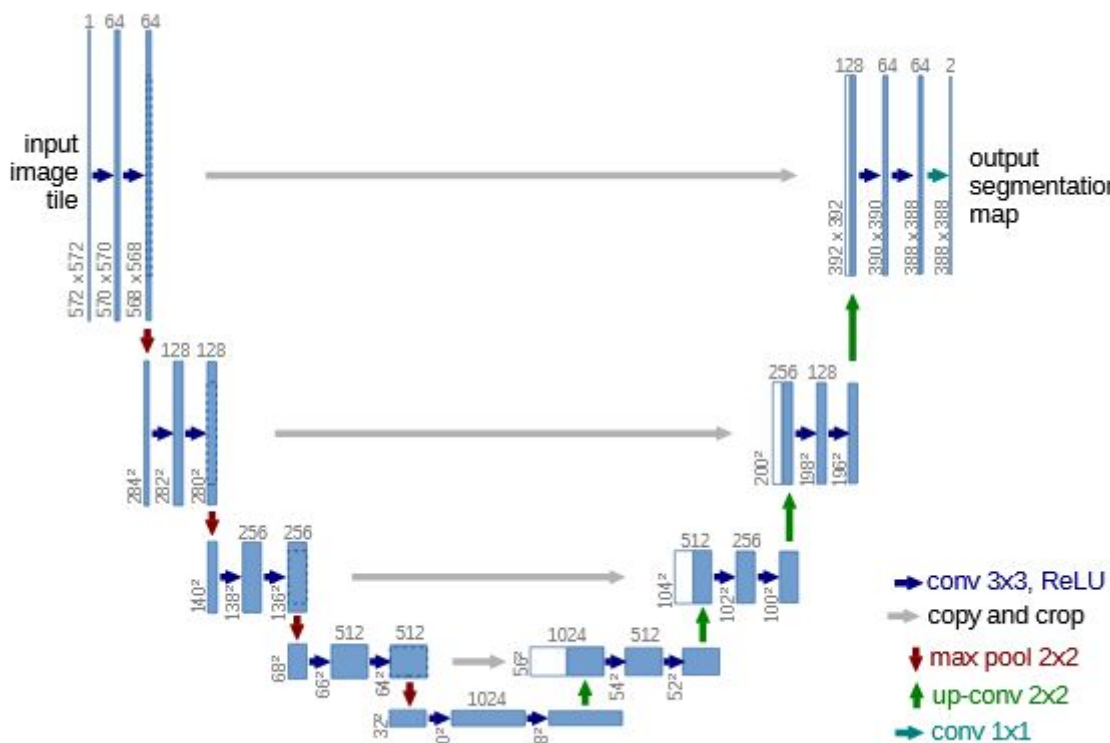 1 64 64
128 64 64 2
input
image
tile
output
segmentation
map
572 x 572
570 x 570
568 x 568
392 x 392
390 x 390
388 x 388
388 x 388
128 128
256 128
284²
282²
280²
200²
198²
196²
256 256
512 256
140²
138²
136²
104²
102²
100²
512 512
1024 512
68²
66²
64²
56²
54²
52²
1024
32²
conv 3x3, ReLU
copy and crop
max pool 2x2
up-conv 2x2
conv 1x1